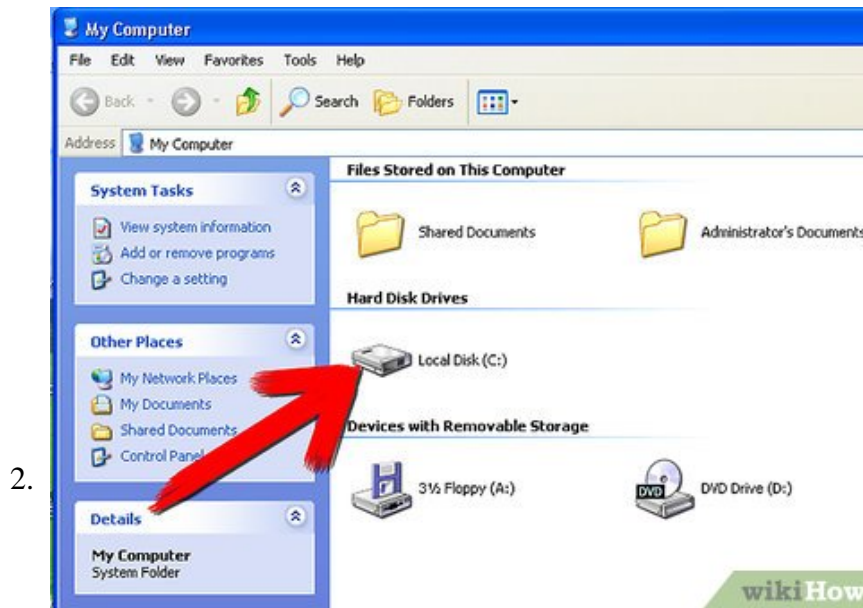 My Computer
File Edit View Favorites Tools Help
Back Search Folders
Address My Computer
System Tasks
View system information
Add or remove programs
Change a setting
Other Places
My Network Places
My Documents
Shared Documents
Control Panel
Details
My Computer
System Folder
Files Stored on This Computer
Shared Documents Administrator's Documents
Hard Disk Drives
Local Disk (C:)
Devices with Removable Storage
3½ Floppy (A:) DVD DVD Drive (D:)
2.
wikiHow